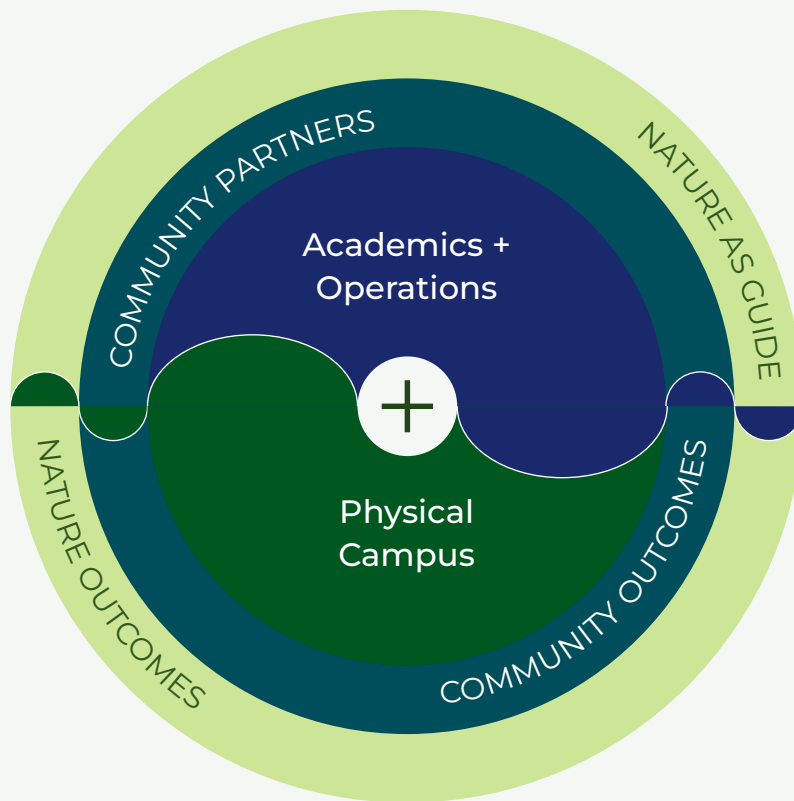 COMMUNITY PARTNERS
NATURE AS GUIDE
Academics +
Operations
+
Physical
Campus
NATURE OUTCOMES
COMMUNITY OUTCOMES